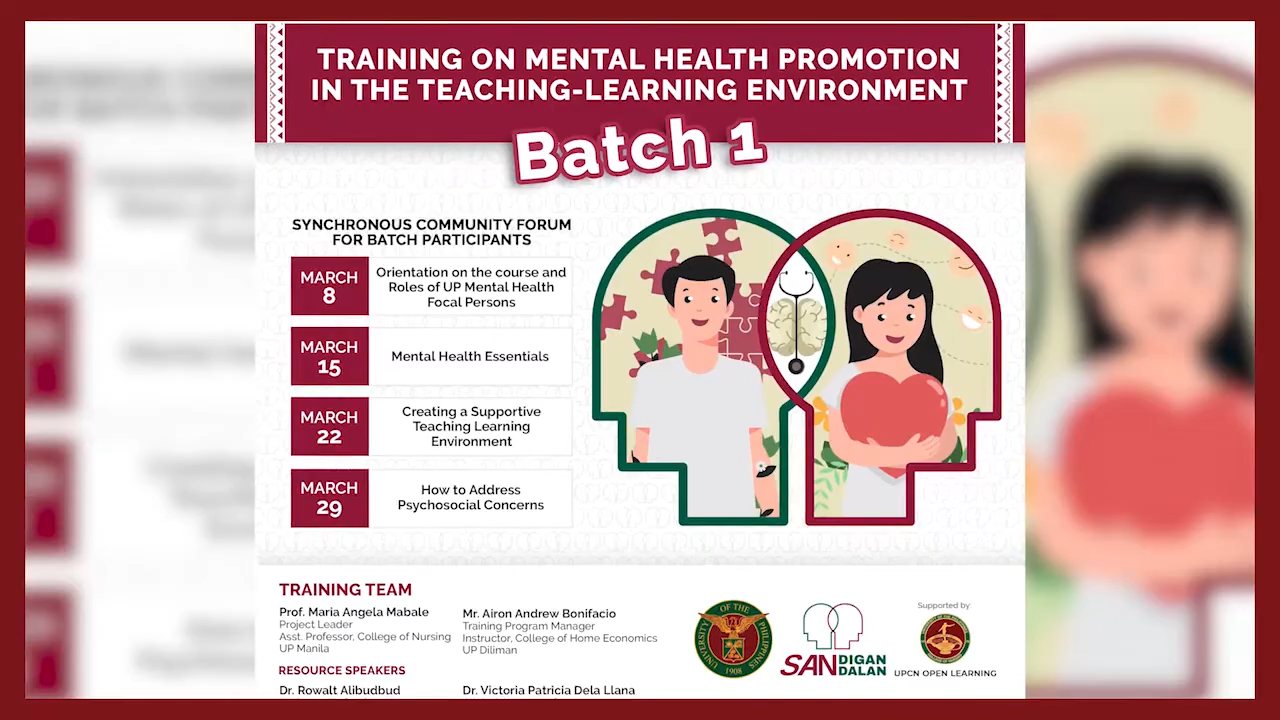 TRAINING ON MENTAL HEALTH PROMOTION
IN THE TEACHING-LEARNING ENVIRONMENT
Batch 1
SYNCHRONOUS COMMUNITY FORUM
FOR BATCH PARTICIPANTS
MARCH
8
Orientation on the course and
Roles of UP Mental Health
Focal Persons
MARCH
15
Mental Health Essentials
MARCH
22
Creating a Supportive
Teaching Learning
Environment
MARCH
29
How to Address
Psychosocial Concerns
TRAINING TEAM
Prof. Maria Angela Mabale
Project Leader
Asst. Professor, College of Nursing
UP Manila
Mr. Airon Andrew Bonifacio
Training Program Manager
Instructor, College of Home Economics
UP Diliman
RESOURCE SPEAKERS
Dr. Rowalt Alibudbud
Dr. Victoria Patricia Dela Llana
UNIVERSITY OF THE PHILIPPINES
1908
SANDIGAN
DALAN
Supported by:
UPCN OPEN LEARNING